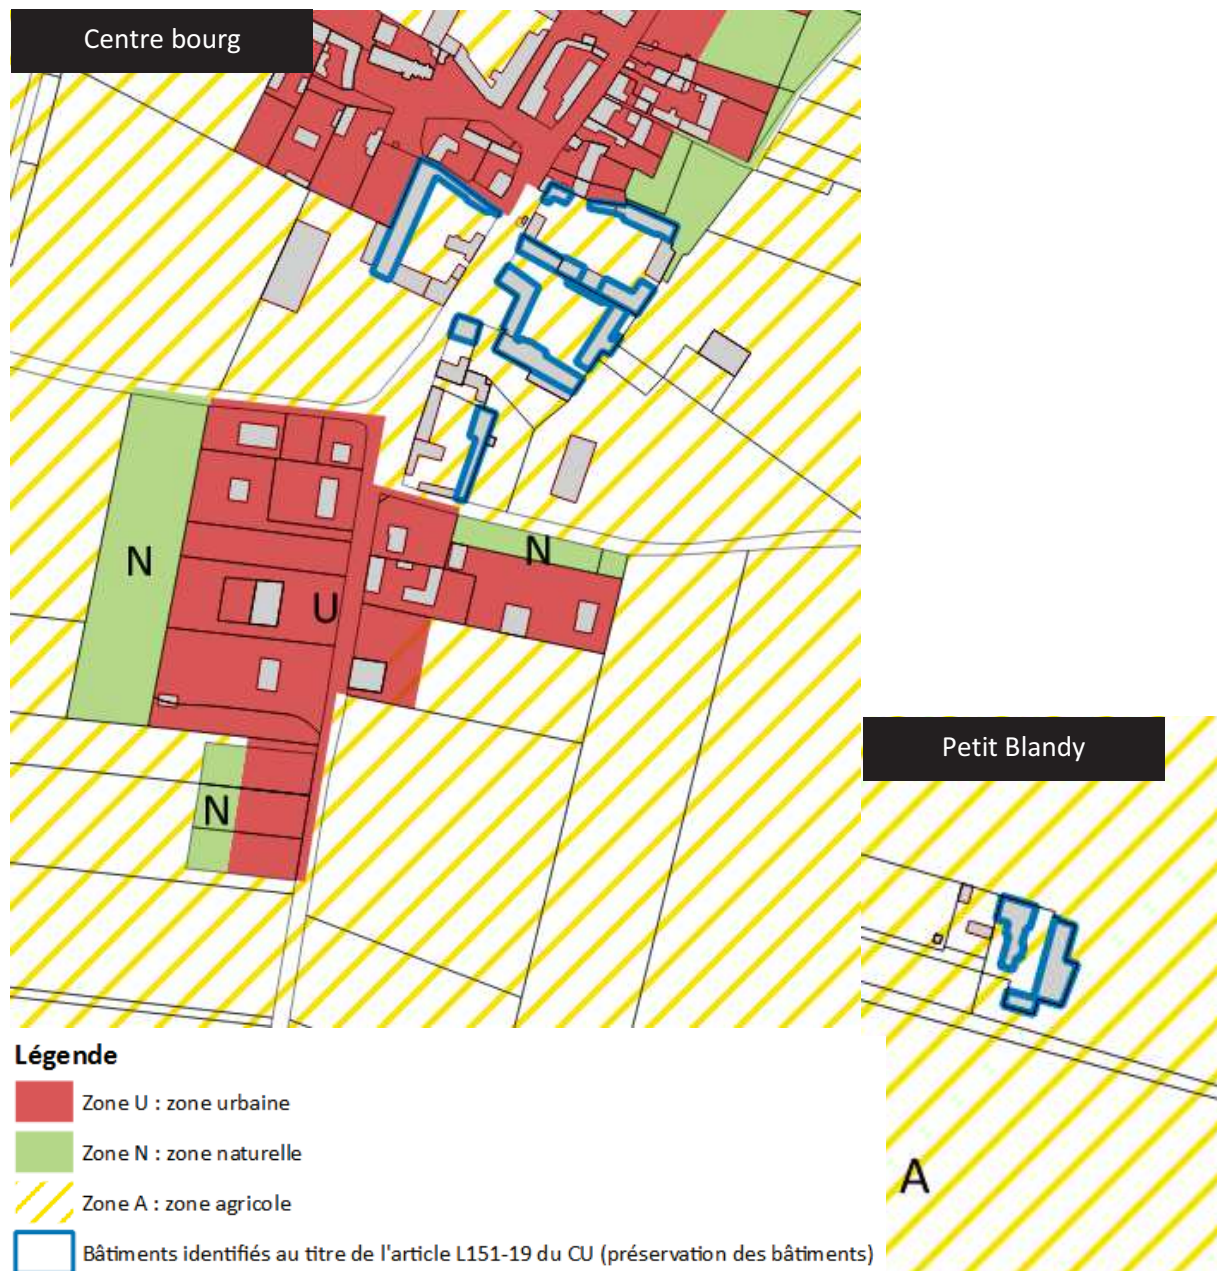 Centre bourg
N
N
U
N
Petit Blandy
A
Légende
Zone U : zone urbaine
Zone N : zone naturelle
Zone A : zone agricole
Bâtiments identifiés au titre de l'article L151-19 du CU (préservation des bâtiments)